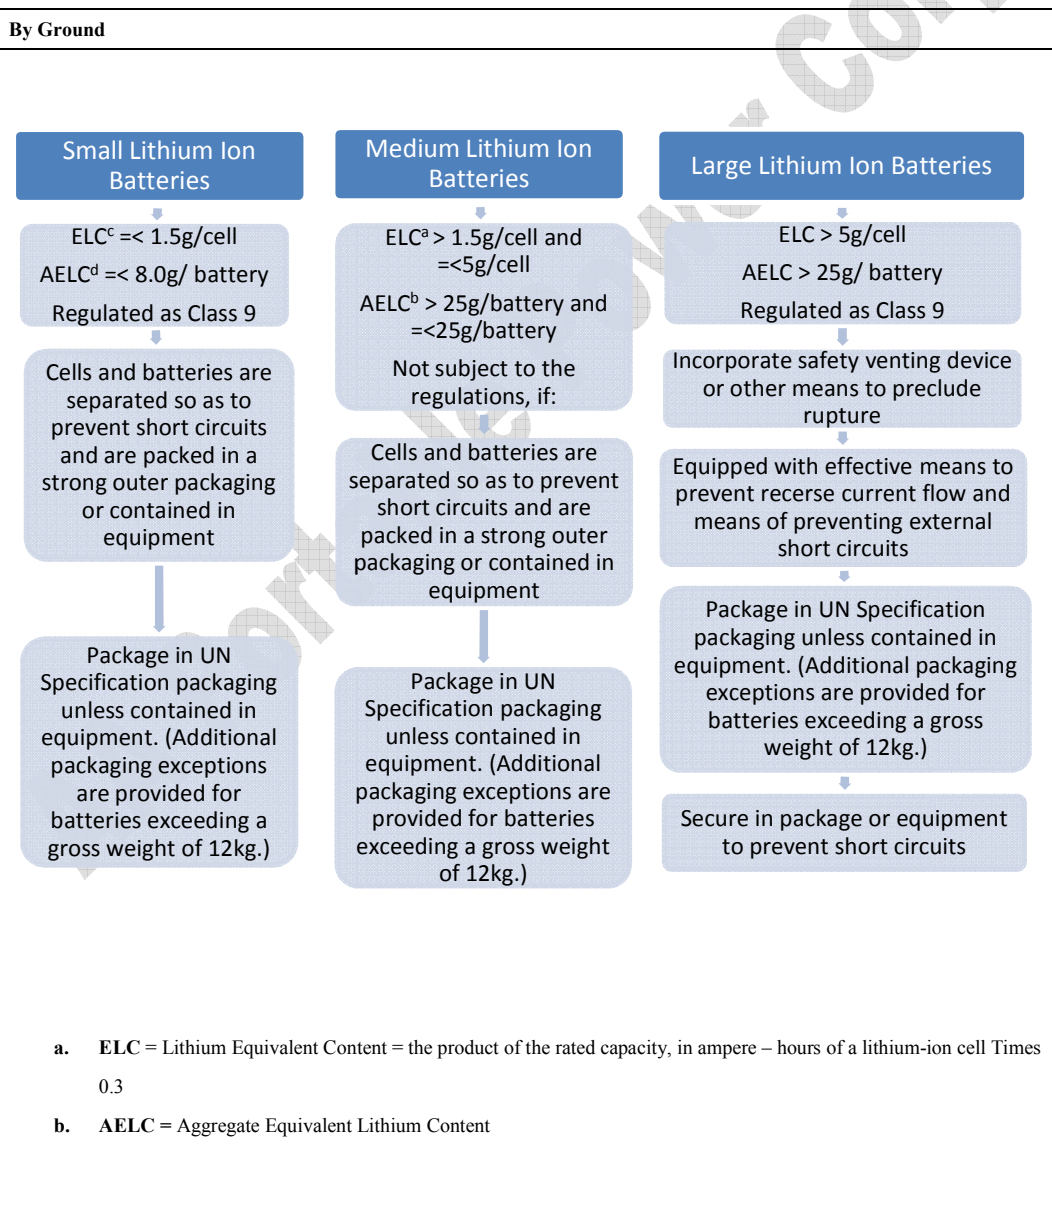 By Ground
Small Lithium Ion
Batteries
ELCᶜ =< 1.5g/cell
AELCᵈ =< 8.0g/ battery
Regulated as Class 9
Cells and batteries are
separated so as to
prevent short circuits
and are packed in a
strong outer packaging
or contained in
equipment
Package in UN
Specification packaging
unless contained in
equipment. (Additional
packaging exceptions
are provided for
batteries exceeding a
gross weight of 12kg.)
Medium Lithium Ion
Batteries
ELCᵃ > 1.5g/cell and
=<5g/cell
AELCᵇ > 25g/battery and
=<25g/battery
Not subject to the
regulations, if:
Cells and batteries are
separated so as to prevent
short circuits and are
packed in a strong outer
packaging or contained in
equipment
Package in UN
Specification packaging
unless contained in
equipment. (Additional
packaging exceptions are
provided for batteries
exceeding a gross weight
of 12kg.)
Large Lithium Ion Batteries
ELC > 5g/cell
AELC > 25g/ battery
Regulated as Class 9
Incorporate safety venting device
or other means to preclude
rupture
Equipped with effective means to
prevent recerse current flow and
means of preventing external
short circuits
Package in UN Specification
packaging unless contained in
equipment. (Additional packaging
exceptions are provided for
batteries exceeding a gross
weight of 12kg.)
Secure in package or equipment
to prevent short circuits
a. ELC = Lithium Equivalent Content = the product of the rated capacity, in ampere – hours of a lithium-ion cell Times
0.3
b. AELC = Aggregate Equivalent Lithium Content